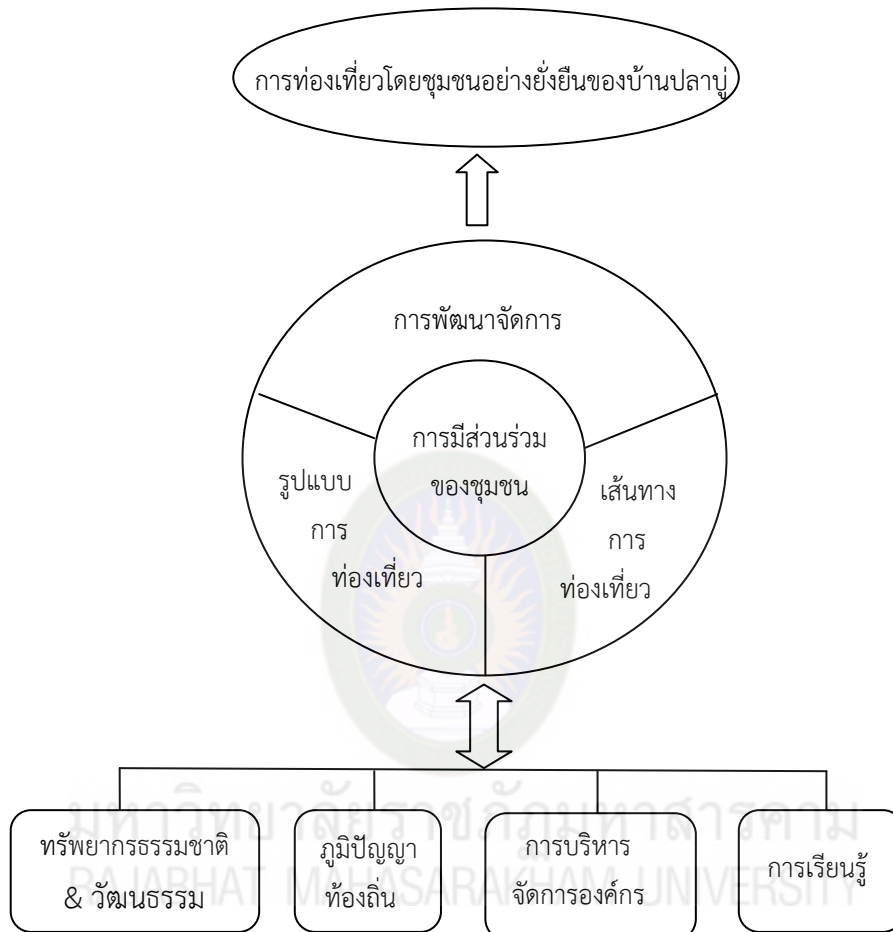 การท่องเที่ยวโดยชุมชนอย่างยั่งยืนของบ้านปลาบู่
การพัฒนาจัดการ
การมีส่วนร่วม
ของชุมชน
รูปแบบ
การ
ท่องเที่ยว
เส้นทาง
การ
ท่องเที่ยว
มหาวิทยาลัยราชภัฏมหาสารคาม
RAJABHAT MAHASARAKHAM UNIVERSITY
ทรัพยากรธรรมชาติ
& วัฒนธรรม
ภูมิปัญญา
ท้องถิ่น
การบริหาร
จัดการองค์กร
การเรียนรู้